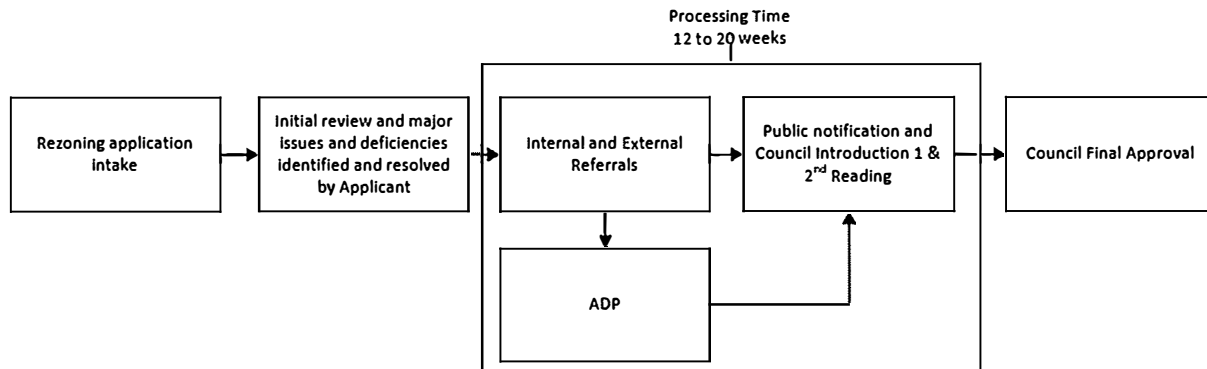 Processing Time
12 to 20 weeks
Rezoning application
intake
Initial review and major
issues and deficiencies
identified and resolved
by Applicant
Internal and External
Referrals
Public notification and
Council Introduction 1 &
2nd Reading
Council Final Approval
ADP